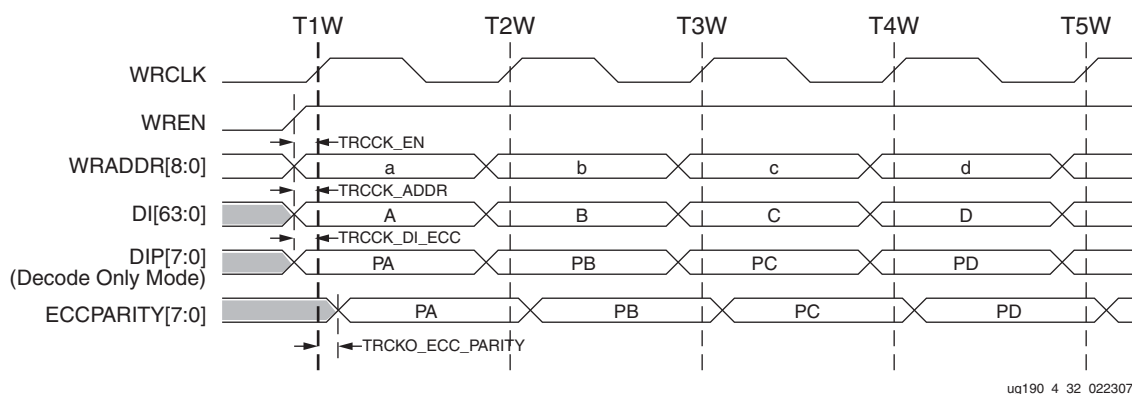 T1W T2W T3W T4W T5W
WRCLK
WREN
TRCCK_EN
WRADDR[8:0] a b c d
TRCCK_ADDR
DI[63:0] A B C D
TRCCK_DI_ECC
DIP[7:0] PA PB PC PD
(Decode Only Mode)
ECCPARITY[7:0] PA PB PC PD
TRCKO_ECC_PARITY
ug190_4_32_022307